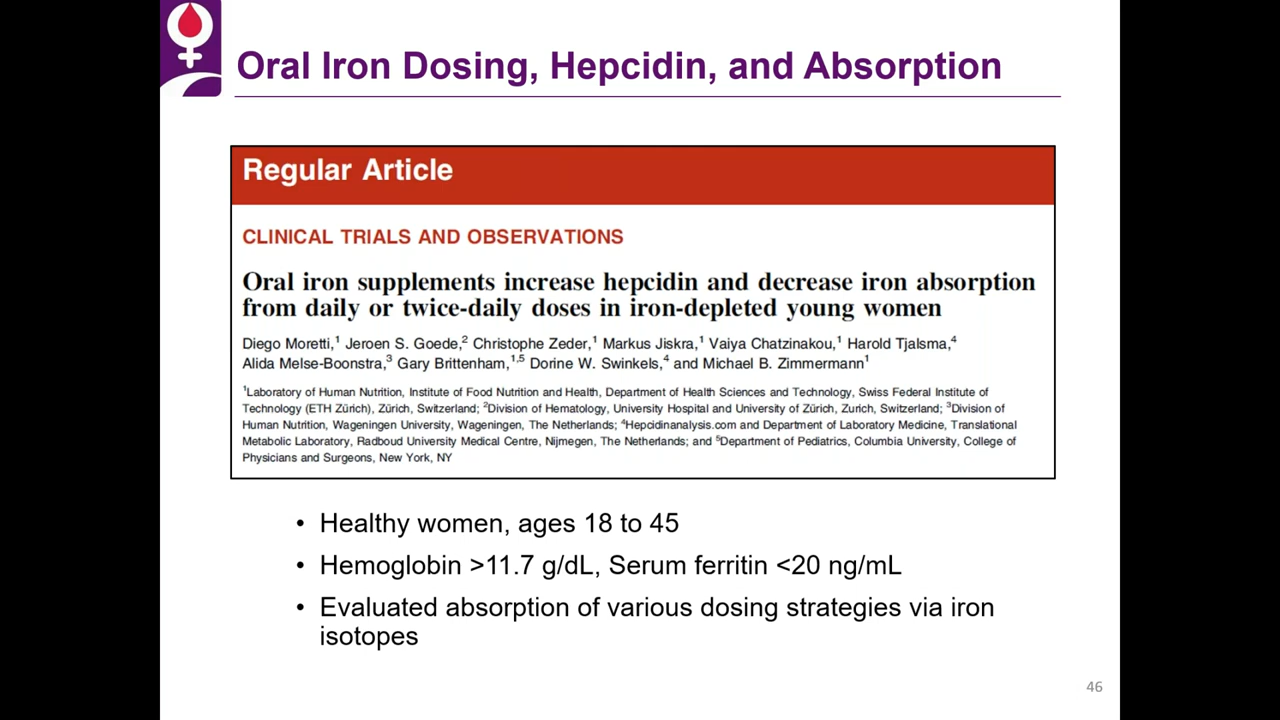 Oral Iron Dosing, Hepcidin, and Absorption
Regular Article
CLINICAL TRIALS AND OBSERVATIONS
Oral iron supplements increase hepcidin and decrease iron absorption
from daily or twice-daily doses in iron-depleted young women
Diego Moretti,¹ Jeroen S. Goede,² Christophe Zeder,¹ Markus Jiskra,¹ Vaiya Chatzinakou,¹ Harold Tjalsma,⁴
Alida Melse-Boonstra,³ Gary Brittenham,¹,⁵ Dorine W. Swinkels,⁴ and Michael B. Zimmermann¹
¹Laboratory of Human Nutrition, Institute of Food Nutrition and Health, Department of Health Sciences and Technology, Swiss Federal Institute of
Technology (ETH Zürich), Zürich, Switzerland; ²Division of Hematology, University Hospital and University of Zürich, Zurich, Switzerland; ³Division of
Human Nutrition, Wageningen University, Wageningen, The Netherlands; ⁴Hepcidinanalysis.com and Department of Laboratory Medicine, Translational
Metabolic Laboratory, Radboud University Medical Centre, Nijmegen, The Netherlands; and ⁵Department of Pediatrics, Columbia University, College of
Physicians and Surgeons, New York, NY
• Healthy women, ages 18 to 45
• Hemoglobin >11.7 g/dL, Serum ferritin <20 ng/mL
• Evaluated absorption of various dosing strategies via iron
isotopes
46